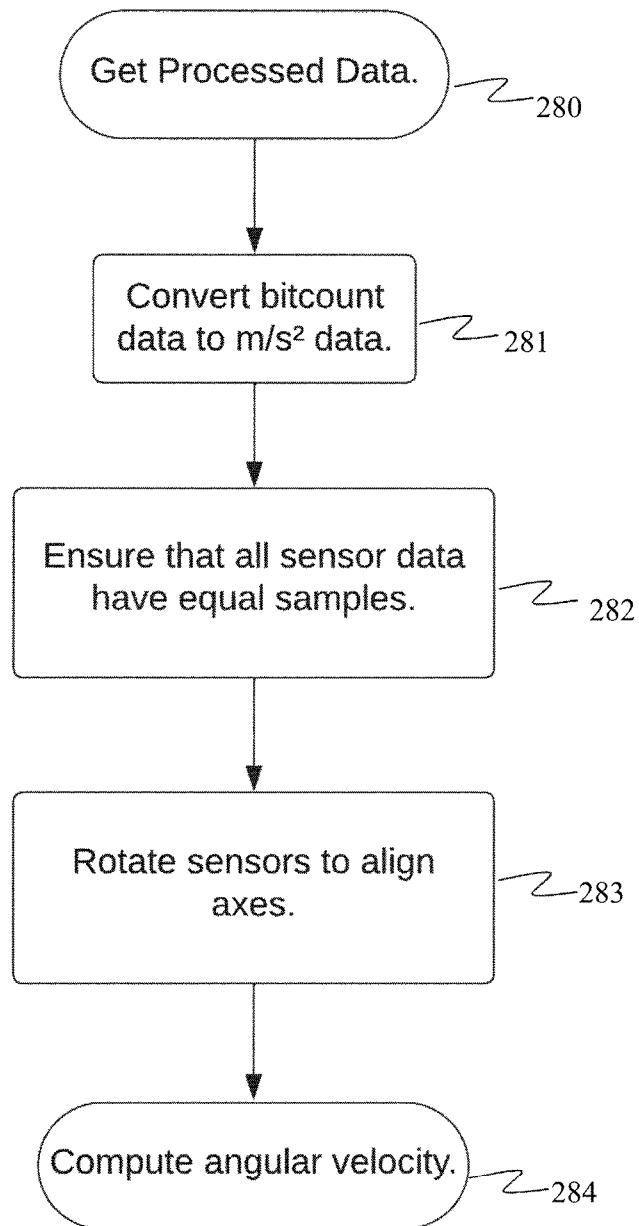 Get Processed Data.
280
Convert bitcount
data to m/s² data.
281
Ensure that all sensor data
have equal samples.
282
Rotate sensors to align
axes.
283
Compute angular velocity.
284